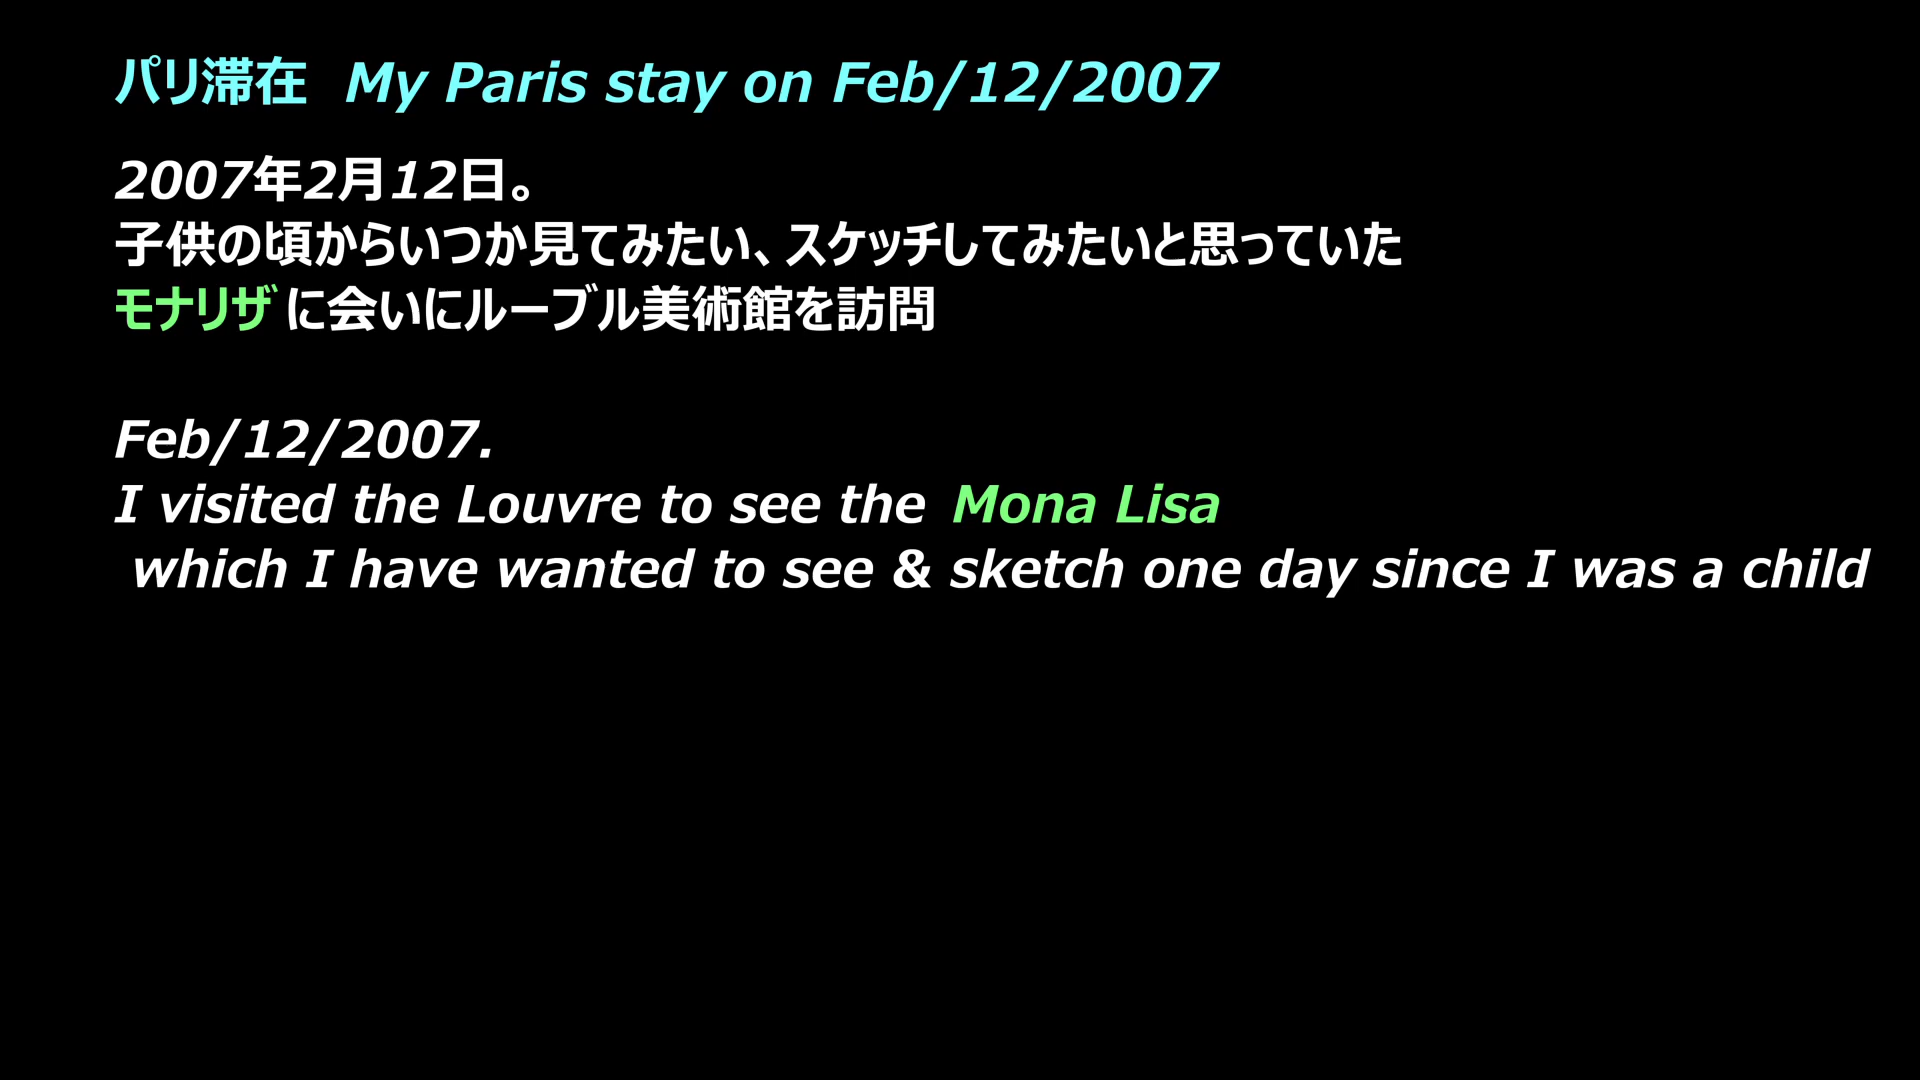 パリ滞在 My Paris stay on Feb/12/2007
2007年2月12日。
子供の頃からいつか見てみたい、スケッチしてみたいと思っていた
モナリザに会いにルーブル美術館を訪問
Feb/12/2007.
I visited the Louvre to see the Mona Lisa
which I have wanted to see & sketch one day since I was a child